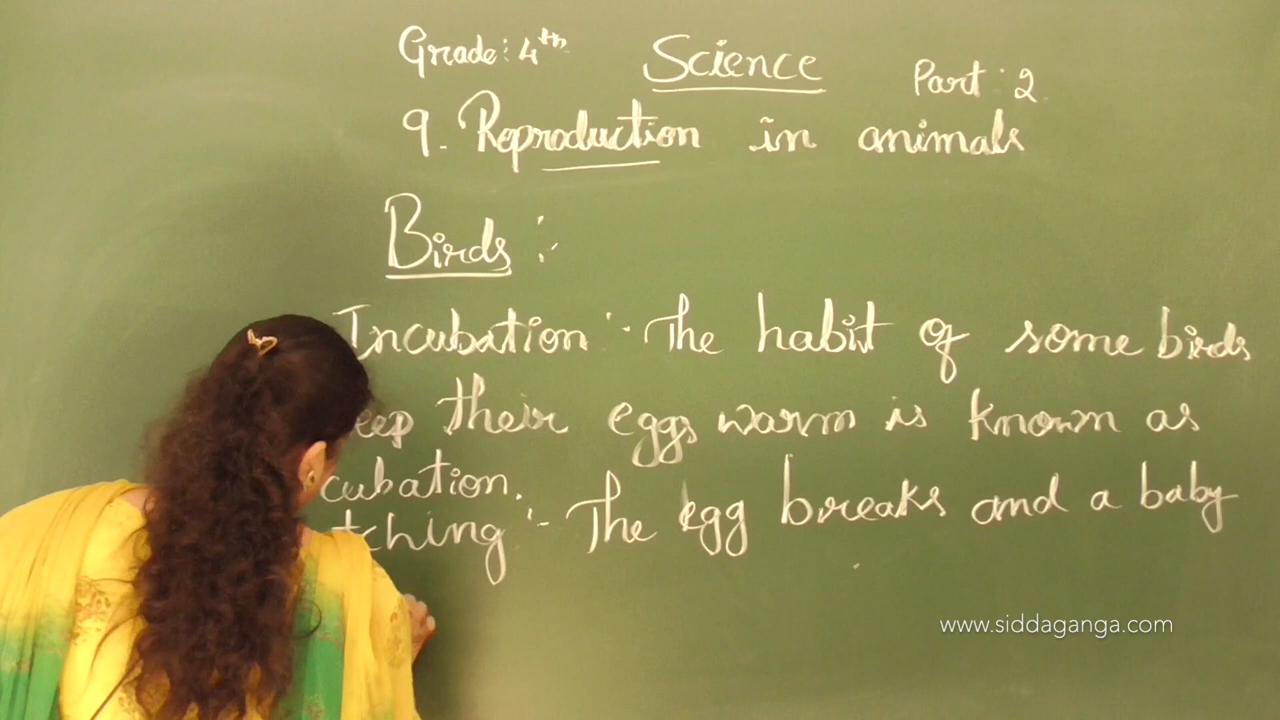 Grade: 4th Science Part: 2
9. Reproduction in animals
Birds :-
Incubation :- The habit of some birds
eep their eggs warm is known as
cubation.
tching :- The egg breaks and a baby
www.siddaganga.com